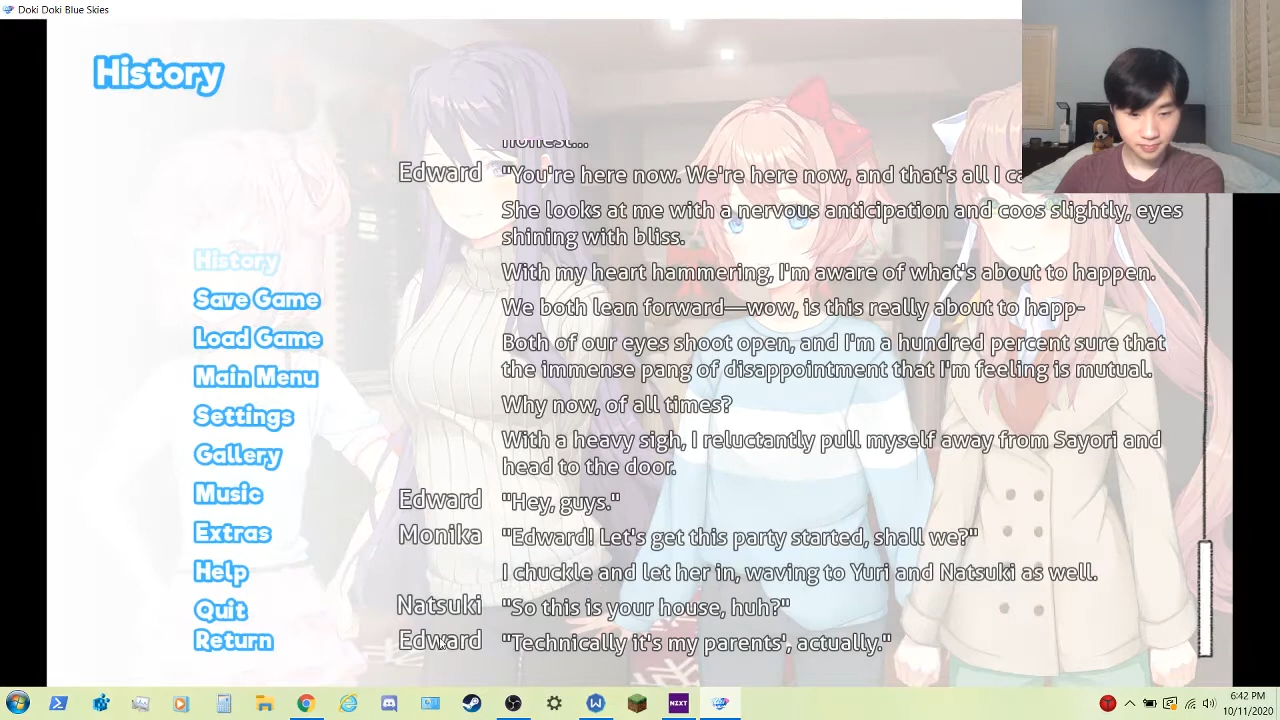 Doki Doki Blue Skies
History
honest...
Edward "You're here now. We're here now, and that's all I
She looks at me with a nervous anticipation and coos slightly, eyes
shining with bliss.
With my heart hammering, I'm aware of what's about to happen.
We both lean forward—wow, is this really about to happ-
Both of our eyes shoot open, and I'm a hundred percent sure that
the immense pang of disappointment that I'm feeling is mutual.
Why now, of all times?
With a heavy sigh, I reluctantly pull myself away from Sayori and
head to the door.
Edward "Hey, guys."
Monika "Edward! Let's get this party started, shall we?"
I chuckle and let her in, waving to Yuri and Natsuki as well.
Natsuki "So this is your house, huh?"
Edward "Technically it's my parents', actually."
History
Save Game
Load Game
Main Menu
Settings
Gallery
Music
Extras
Help
Quit
Return
NZXT
6:42 PM
10/11/2020